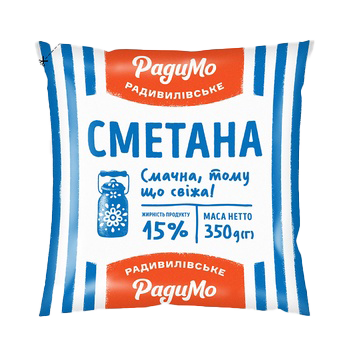 РадиМо
РАДИВИЛІВСЬКЕ
СМЕТАНА
Смачна, тому
що свіжа!
ЖИРНІСТЬ ПРОДУКТУ
15%
МАСА НЕТТО
350g(г)
РАДИВИЛІВСЬКЕ
РадиМо